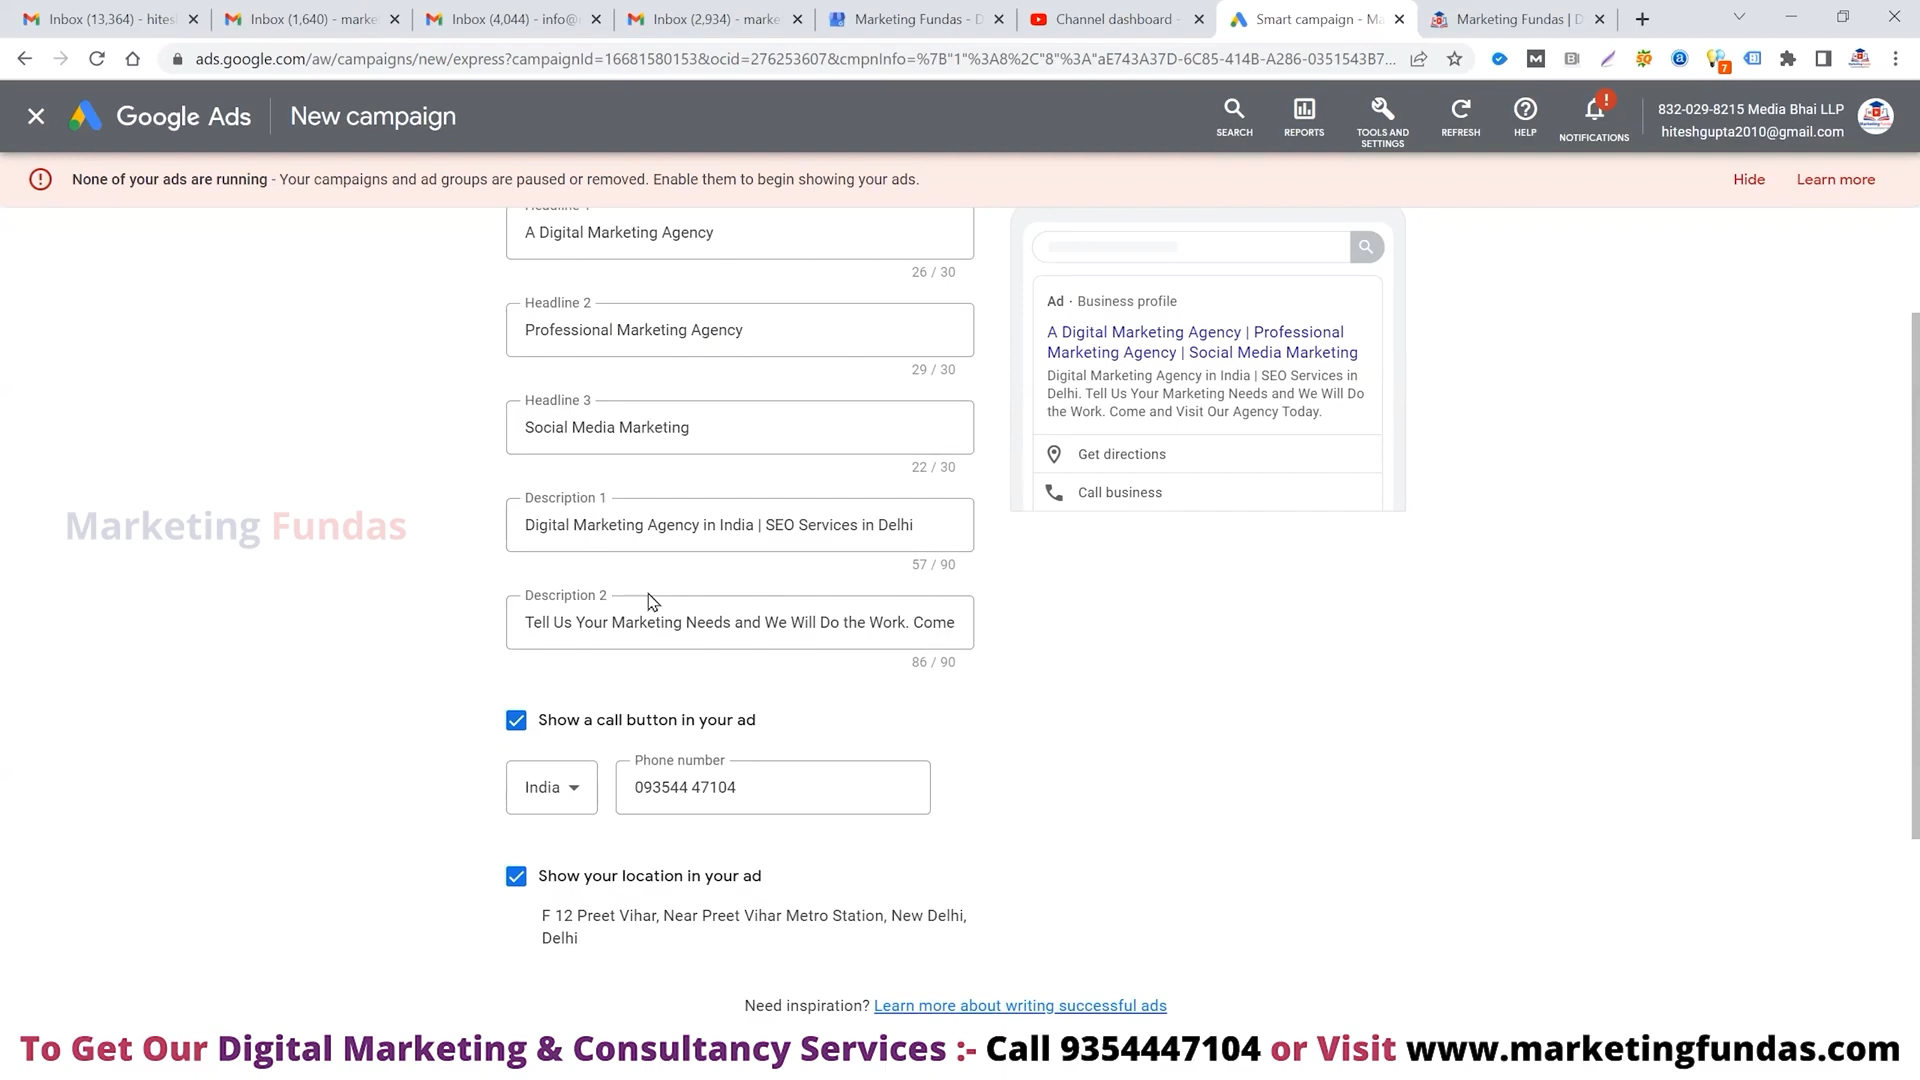 Inbox (13,364) - hites
Inbox (1,640) - marke
Inbox (4,044) - info@
Inbox (2,934) - marke
Marketing Fundas - D
Channel dashboard -
Smart campaign - Ma
Marketing Fundas | D
ads.google.com/aw/campaigns/new/express?campaignId=16681580153&ocid=276253607&cmpnInfo=%7B"1"%3A8%2C"8"%3A"aE743A37D-6C85-414B-A286-0351543B7...
7
Google Ads
New campaign
SEARCH
REPORTS
TOOLS AND
SETTINGS
REFRESH
HELP
NOTIFICATIONS
832-029-8215 Media Bhai LLP
hiteshgupta2010@gmail.com
None of your ads are running - Your campaigns and ad groups are paused or removed. Enable them to begin showing your ads.
Hide
Learn more
Headline 1
A Digital Marketing Agency
26 / 30
Headline 2
Professional Marketing Agency
29 / 30
Headline 3
Social Media Marketing
22 / 30
Description 1
Digital Marketing Agency in India | SEO Services in Delhi
57 / 90
Description 2
Tell Us Your Marketing Needs and We Will Do the Work. Come
86 / 90
Show a call button in your ad
India
Phone number
093544 47104
Show your location in your ad
F 12 Preet Vihar, Near Preet Vihar Metro Station, New Delhi,
Delhi
Need inspiration? Learn more about writing successful ads
Ad · Business profile
A Digital Marketing Agency | Professional
Marketing Agency | Social Media Marketing
Digital Marketing Agency in India | SEO Services in
Delhi. Tell Us Your Marketing Needs and We Will Do
the Work. Come and Visit Our Agency Today.
Get directions
Call business
Marketing Fundas
To Get Our Digital Marketing & Consultancy Services :- Call 9354447104 or Visit www.marketingfundas.com